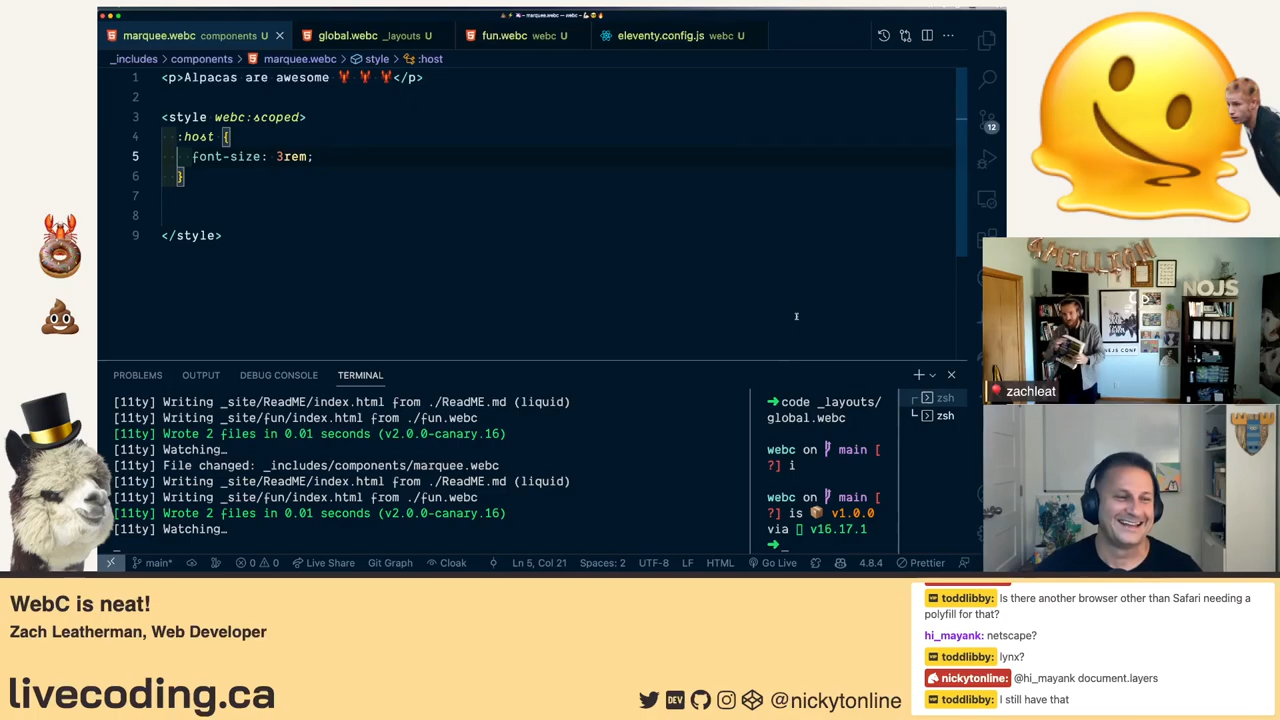 marquee.webc — webc
marquee.webc components U
global.webc _layouts U
fun.webc webc U
eleventy.config.js webc U
_includes > components > marquee.webc > style > :host
1 <p>Alpacas are awesome 🦞 🦞 🦞</p>
2
3 <style webc:scoped>
4 :host {
5 font-size: 3rem;
6 }
7
8
9 </style>
12
PROBLEMS OUTPUT DEBUG CONSOLE TERMINAL
[11ty] Writing _site/ReadME/index.html from ./ReadME.md (liquid)
[11ty] Writing _site/fun/index.html from ./fun.webc
[11ty] Wrote 2 files in 0.01 seconds (v2.0.0-canary.16)
[11ty] Watching…
[11ty] File changed: _includes/components/marquee.webc
[11ty] Writing _site/ReadME/index.html from ./ReadME.md (liquid)
[11ty] Writing _site/fun/index.html from ./fun.webc
[11ty] Wrote 2 files in 0.01 seconds (v2.0.0-canary.16)
[11ty] Watching…
➜ code _layouts/
global.webc
webc on main [
?] i
webc on main [
?] is 📦 v1.0.0
via v16.17.1
➜
zsh
zsh
main* 0 0 Live Share Git Graph Cloak Ln 5, Col 21 Spaces: 2 UTF-8 LF HTML Go Live 4.8.4 Prettier
NOJS
NEJS CONF
zachleat
WebC is neat!
Zach Leatherman, Web Developer
livecoding.ca
DEV
@nickytonline
toddlibby: Is there another browser other than Safari needing a
polyfill for that?
hi_mayank: netscape?
toddlibby: lynx?
nickytonline: @hi_mayank document.layers
toddlibby: I still have that